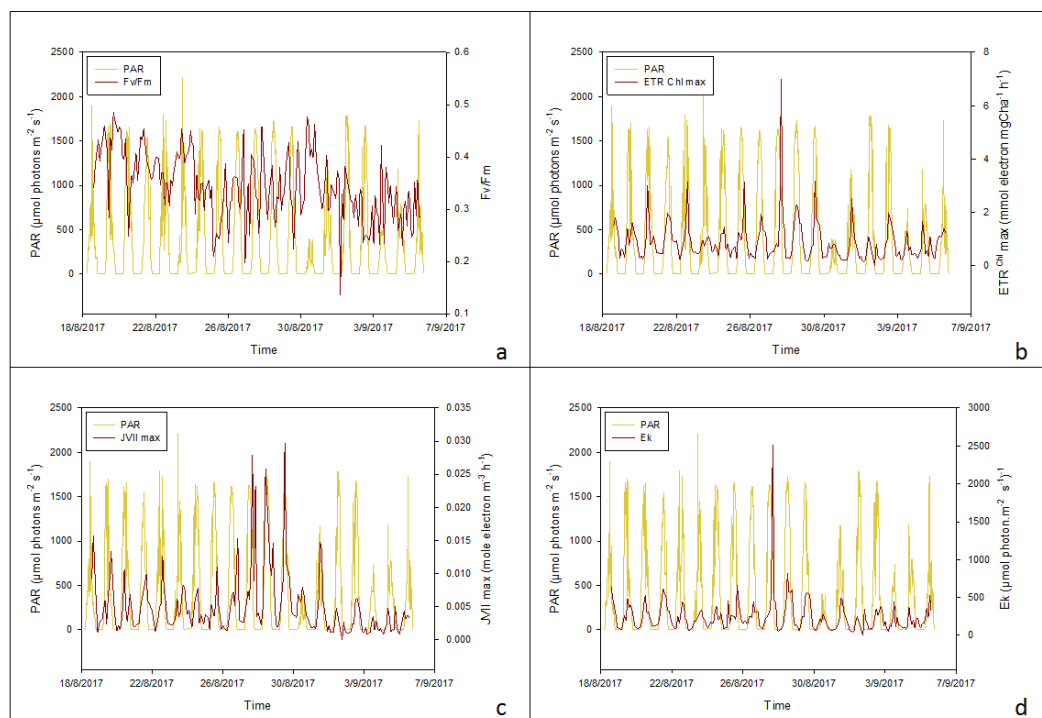 2500
2000
1500
1000
500
0
PAR (µmol photons m⁻² s⁻¹)
PAR
Fv/Fm
0.6
0.5
0.4
0.3
0.2
0.1
Fv/Fm
18/8/2017 22/8/2017 26/8/2017 30/8/2017 3/9/2017 7/9/2017
Time
a
2500
2000
1500
1000
500
0
PAR (µmol photons m⁻² s⁻¹)
PAR
ETR Chl max
8
6
4
2
0
ETR Chl max (mmol electron mgCha⁻¹ h⁻¹)
18/8/2017 22/8/2017 26/8/2017 30/8/2017 3/9/2017 7/9/2017
Time
b
2500
2000
1500
1000
500
0
PAR (µmol photons m⁻² s⁻¹)
PAR
JVII max
0.035
0.030
0.025
0.020
0.015
0.010
0.005
0.000
JVII max (mole electron m⁻³ h⁻¹)
18/8/2017 22/8/2017 26/8/2017 30/8/2017 3/9/2017 7/9/2017
Time
c
2500
2000
1500
1000
500
0
PAR (µmol photons m⁻² s⁻¹)
PAR
Ek
3000
2500
2000
1500
1000
500
0
Ek (µmol photon.m⁻² s⁻¹)¹
18/8/2017 22/8/2017 26/8/2017 30/8/2017 3/9/2017 7/9/2017
Time
d